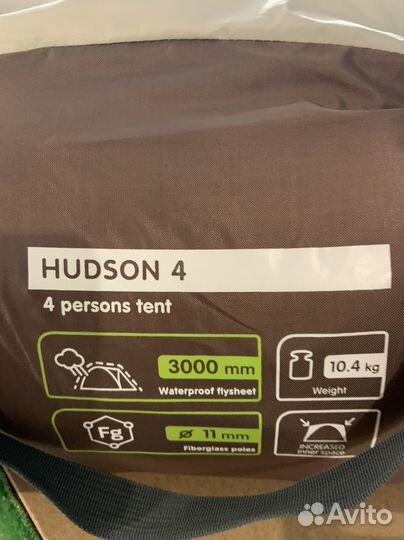 HUDSON 4
4 persons tent
3000 mm
Waterproof flysheet
10.4 kg
Weight
Fg
Ø 11 mm
Fiberglass poles
INCREASED
inner space
Avito